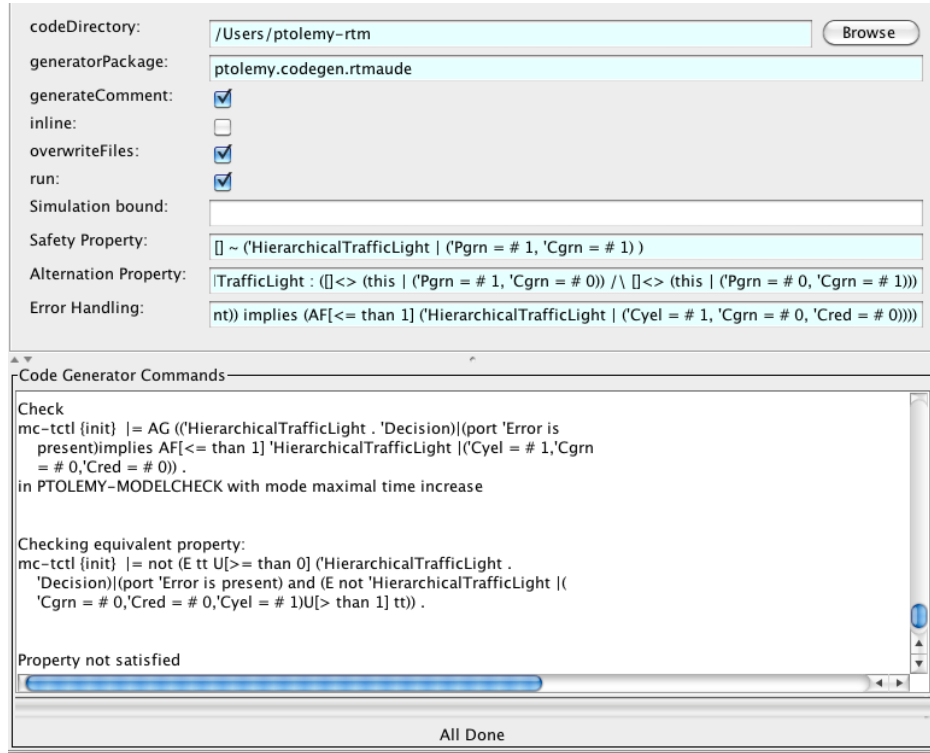 codeDirectory: /Users/ptolemy-rtm Browse
generatorPackage: ptolemy.codegen.rtmaude
generateComment:
inline:
overwriteFiles:
run:
Simulation bound:
Safety Property: [] ~ ('HierarchicalTrafficLight | ('Pgrn = # 1, 'Cgrn = # 1) )
Alternation Property: TrafficLight : ([]<> (this | ('Pgrn = # 1, 'Cgrn = # 0)) /\ []<> (this | ('Pgrn = # 0, 'Cgrn = # 1)))
Error Handling: nt)) implies (AF[<= than 1] ('HierarchicalTrafficLight | ('Cyel = # 1, 'Cgrn = # 0, 'Cred = # 0))))
Code Generator Commands
Check
mc-tctl {init} |= AG (('HierarchicalTrafficLight . 'Decision)|(port 'Error is
present)implies AF[<= than 1] 'HierarchicalTrafficLight |('Cyel = # 1,'Cgrn
= # 0,'Cred = # 0)) .
in PTOLEMY-MODELCHECK with mode maximal time increase
Checking equivalent property:
mc-tctl {init} |= not (E tt U[>= than 0] ('HierarchicalTrafficLight .
'Decision)|(port 'Error is present) and (E not 'HierarchicalTrafficLight |(
'Cgrn = # 0,'Cred = # 0,'Cyel = # 1)U[> than 1] tt)) .
Property not satisfied
All Done